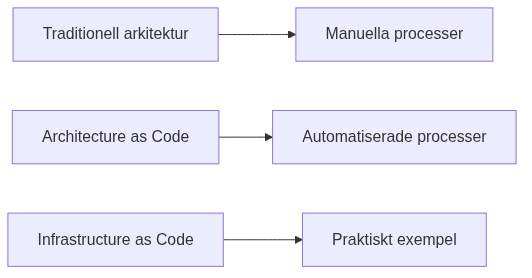 Traditionell arkitektur
Manuella processer
Architecture as Code
Automatiserade processer
Infrastructure as Code
Praktiskt exempel